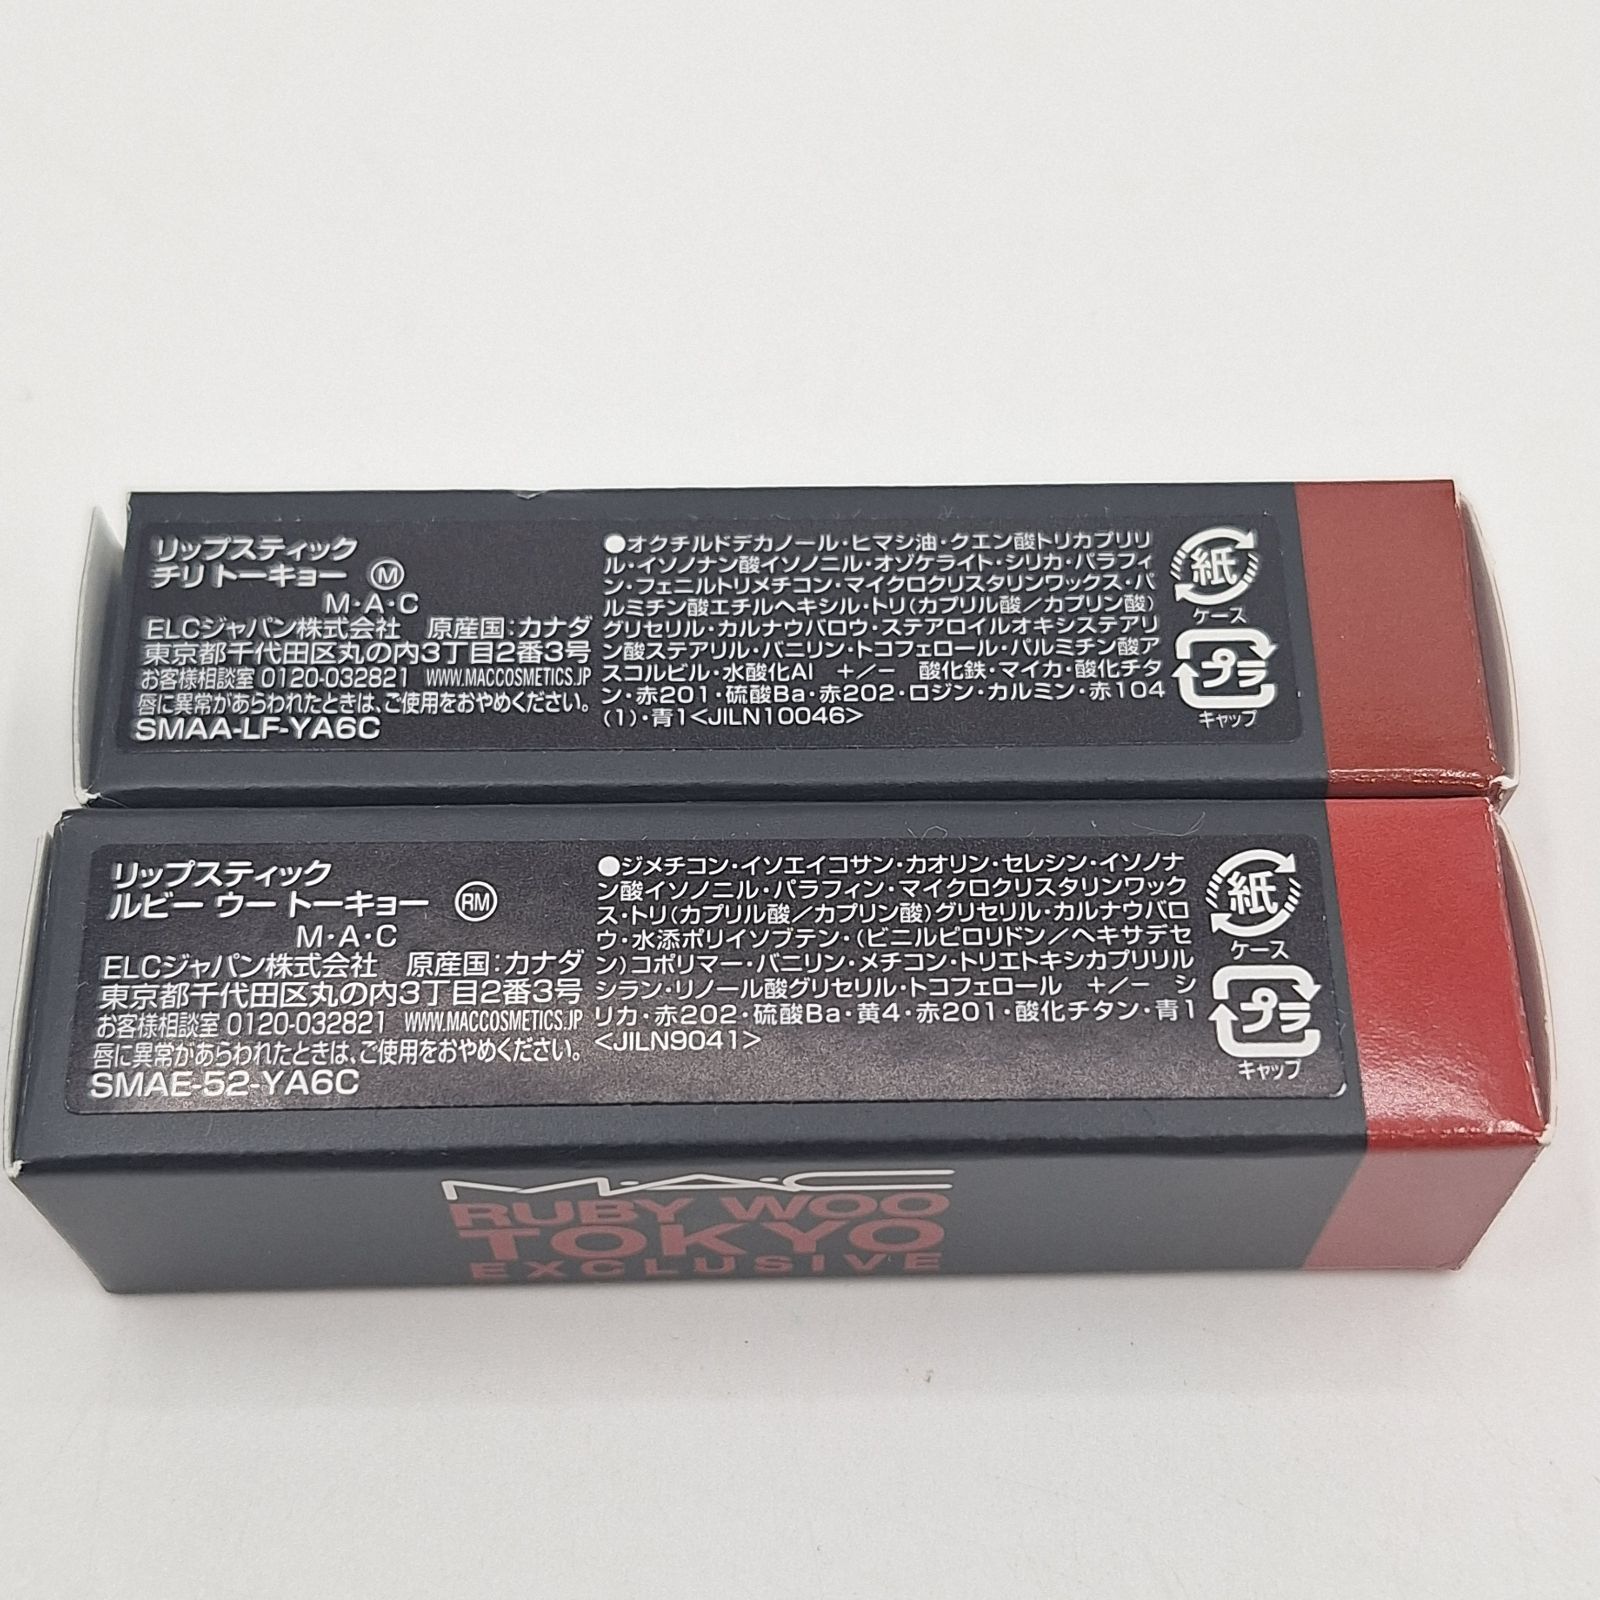 リップスティック
チリ トーキョー Ⓜ
M・A・C
ELCジャパン株式会社 原産国:カナダ
東京都千代田区丸の内3丁目2番3号
お客様相談室 0120-032821 WWW.MACCOSMETICS.JP
唇に異常があらわれたときは、ご使用をおやめください。
SMAA-LF-YA6C
●オクチルドデカノール・ヒマシ油・クエン酸トリカプリリ
ル・イソノナン酸イソノニル・オゾケライト・シリカ・パラフィ
ン・フェニルトリメチコン・マイクロクリスタリンワックス・パ
ルミチン酸エチルヘキシル・トリ(カプリル酸/カプリン酸)
グリセリル・カルナウバロウ・ステアロイルオキシステアリ
ン酸ステアリル・バニリン・トコフェロール・パルミチン酸ア
スコルビル・水酸化Al +/− 酸化鉄・マイカ・酸化チタ
ン・赤201・硫酸Ba・赤202・ロジン・カルミン・赤104
(1)・青1<JILN10046>
紙
ケース
プラ
キャップ
リップスティック
ルビー ウー トーキョー RM
M・A・C
ELCジャパン株式会社 原産国:カナダ
東京都千代田区丸の内3丁目2番3号
お客様相談室 0120-032821 WWW.MACCOSMETICS.JP
唇に異常があらわれたときは、ご使用をおやめください。
SMAE-52-YA6C
●ジメチコン・イソエイコサン・カオリン・セレシン・イソノナ
ン酸イソノニル・パラフィン・マイクロクリスタリンワック
ス・トリ(カプリル酸/カプリン酸)グリセリル・カルナウバロ
ウ・水添ポリイソブテン・(ビニルピロリドン/ヘキサデセ
ン)コポリマー・バニリン・メチコン・トリエトキシカプリリル
シラン・リノール酸グリセリル・トコフェロール +/− シ
リカ・赤202・硫酸Ba・黄4・赤201・酸化チタン・青1
<JILN9041>
紙
ケース
プラ
キャップ
M・A・C
RUBY WOO
TOKYO
EXCLUSIVE